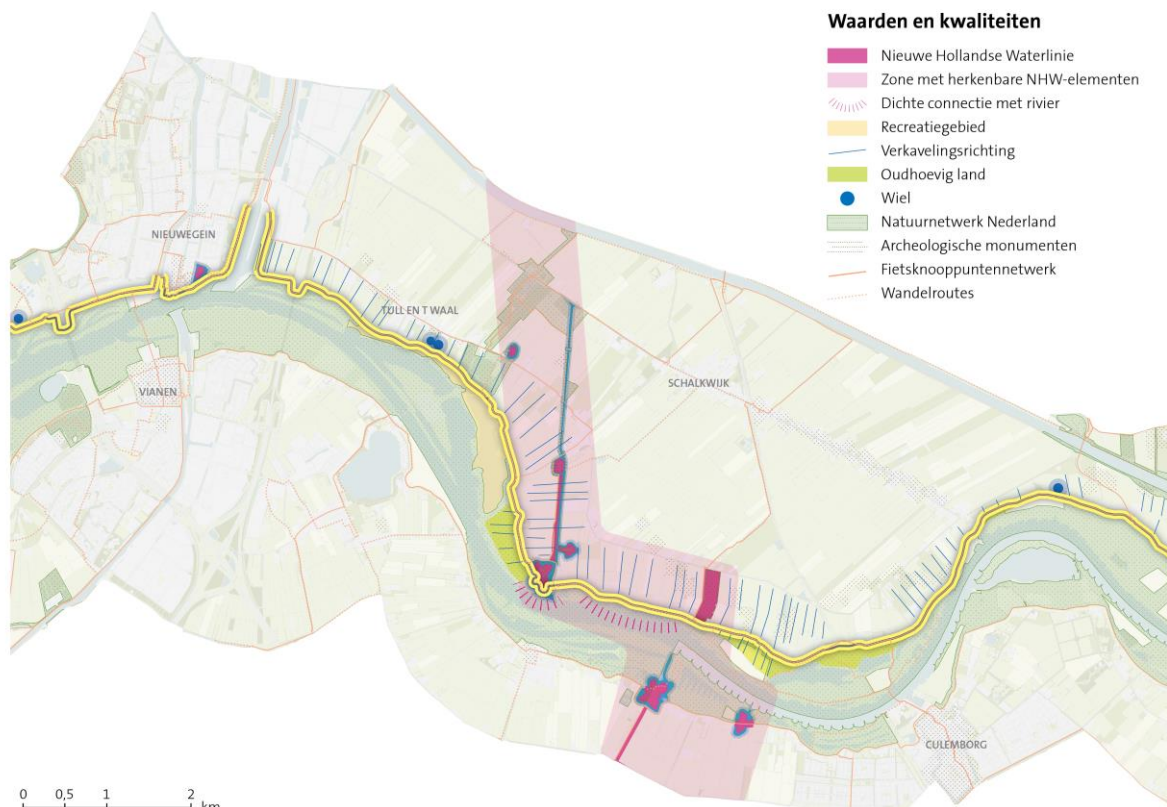 Waarden en kwaliteiten
Nieuwe Hollandse Waterlinie
Zone met herkenbare NHW-elementen
Dichte connectie met rivier
Recreatiegebied
Verkavelingsrichting
Oudhoevig land
Wiel
Natuurnetwerk Nederland
Archeologische monumenten
Fietsknooppuntennetwerk
Wandelroutes
NIEUWEGEIN
TULL EN T WAAL
SCHALKWIJK
VIANEN
CULEMBORG
0 0,5 1 2
km